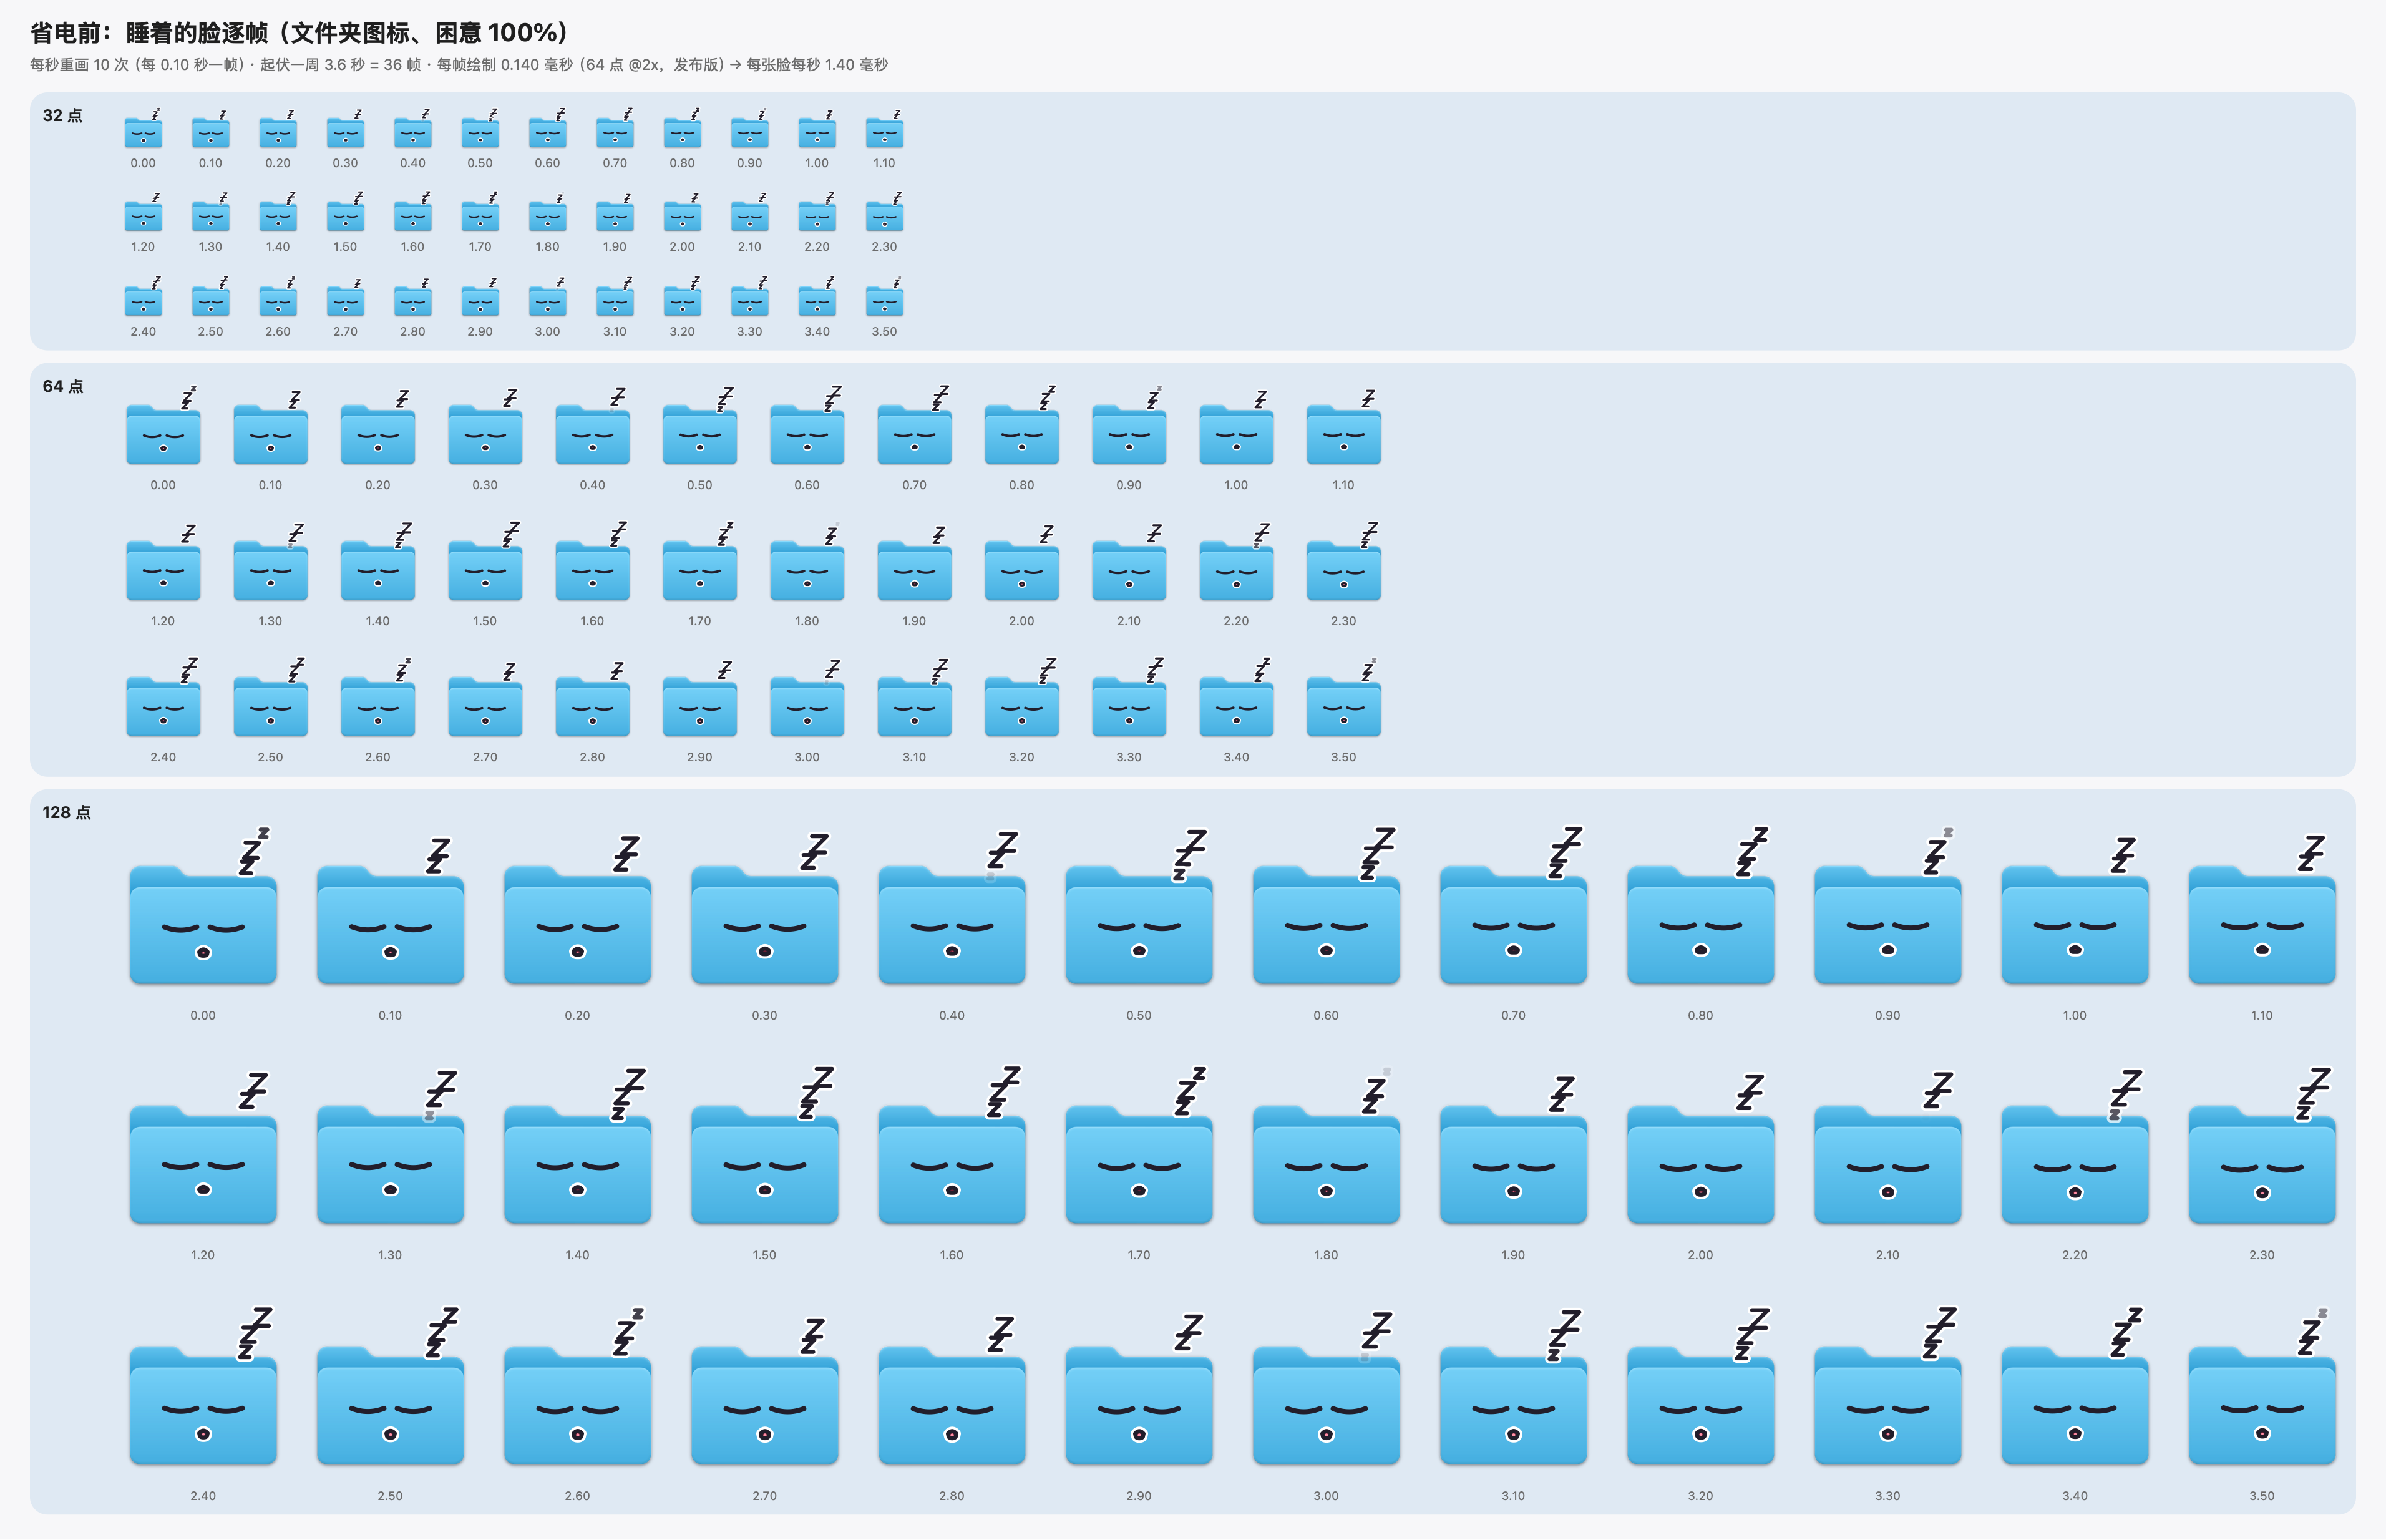 省电前：睡着的脸逐帧（文件夹图标、困意 100%）
每秒重画 10 次（每 0.10 秒一帧）· 起伏一周 3.6 秒 = 36 帧 · 每帧绘制 0.140 毫秒（64 点 @2x，发布版）→ 每张脸每秒 1.40 毫秒
32 点
0.00 0.10 0.20 0.30 0.40 0.50 0.60 0.70 0.80 0.90 1.00 1.10
1.20 1.30 1.40 1.50 1.60 1.70 1.80 1.90 2.00 2.10 2.20 2.30
2.40 2.50 2.60 2.70 2.80 2.90 3.00 3.10 3.20 3.30 3.40 3.50
64 点
0.00 0.10 0.20 0.30 0.40 0.50 0.60 0.70 0.80 0.90 1.00 1.10
1.20 1.30 1.40 1.50 1.60 1.70 1.80 1.90 2.00 2.10 2.20 2.30
2.40 2.50 2.60 2.70 2.80 2.90 3.00 3.10 3.20 3.30 3.40 3.50
128 点
0.00 0.10 0.20 0.30 0.40 0.50 0.60 0.70 0.80 0.90 1.00 1.10
1.20 1.30 1.40 1.50 1.60 1.70 1.80 1.90 2.00 2.10 2.20 2.30
2.40 2.50 2.60 2.70 2.80 2.90 3.00 3.10 3.20 3.30 3.40 3.50